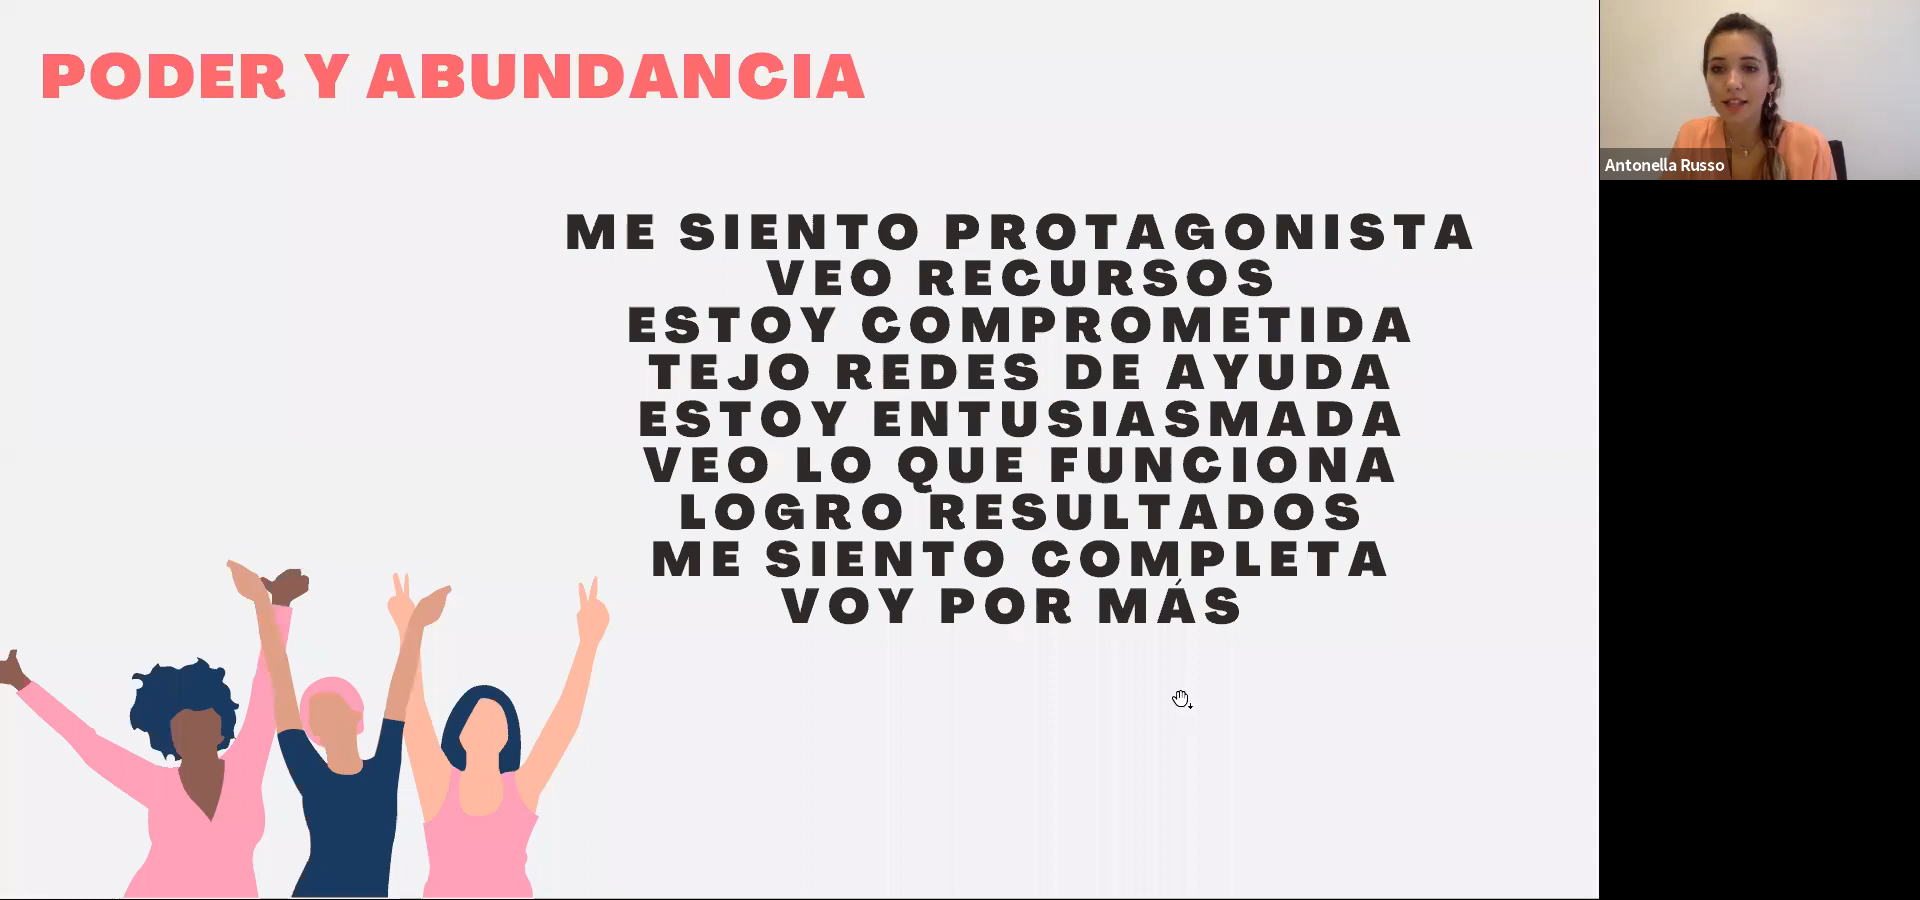 PODER Y ABUNDANCIA
ME SIENTO PROTAGONISTA
VEO RECURSOS
ESTOY COMPROMETIDA
TEJO REDES DE AYUDA
ESTOY ENTUSIASMADA
VEO LO QUE FUNCIONA
LOGRO RESULTADOS
ME SIENTO COMPLETA
VOY POR MÁS
Antonella Russo